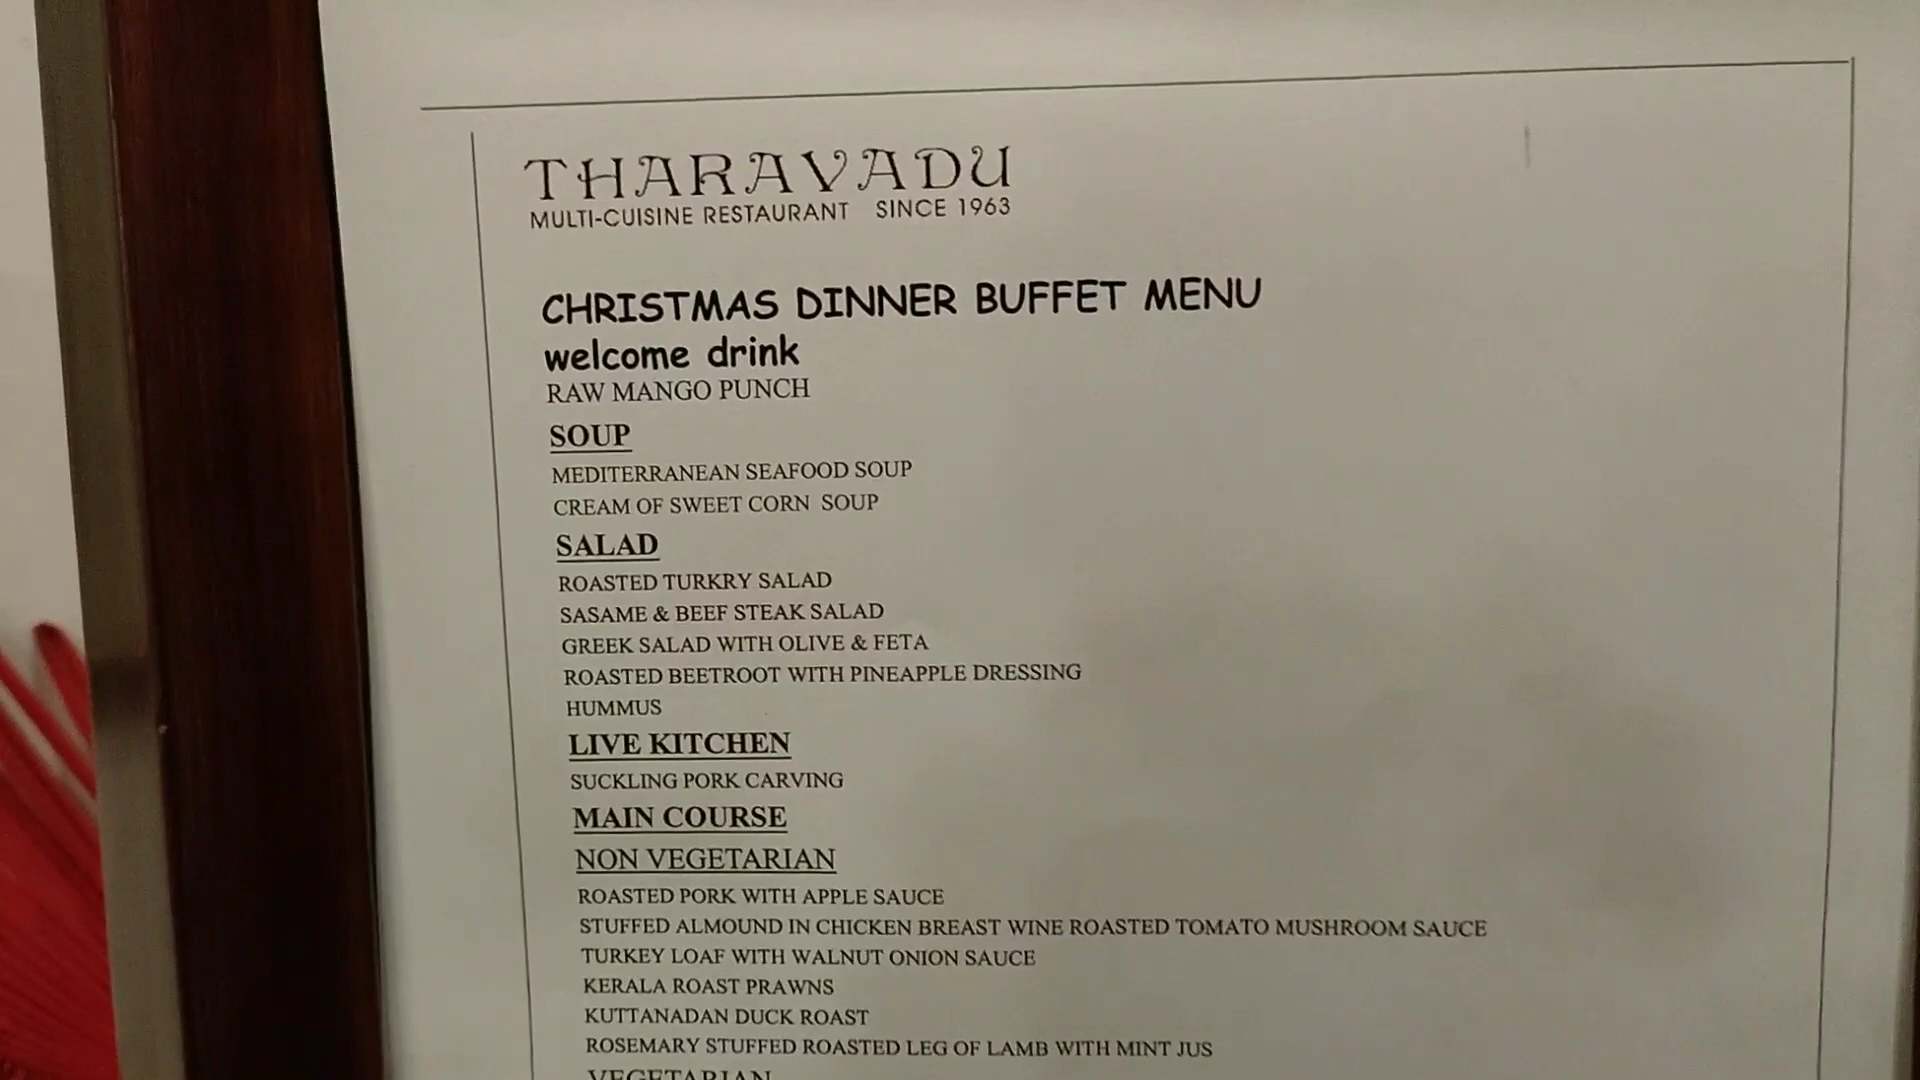 THARAVADU
MULTI-CUISINE RESTAURANT SINCE 1963
CHRISTMAS DINNER BUFFET MENU
welcome drink
RAW MANGO PUNCH
SOUP
MEDITERRANEAN SEAFOOD SOUP
CREAM OF SWEET CORN SOUP
SALAD
ROASTED TURKRY SALAD
SASAME & BEEF STEAK SALAD
GREEK SALAD WITH OLIVE & FETA
ROASTED BEETROOT WITH PINEAPPLE DRESSING
HUMMUS
LIVE KITCHEN
SUCKLING PORK CARVING
MAIN COURSE
NON VEGETARIAN
ROASTED PORK WITH APPLE SAUCE
STUFFED ALMOUND IN CHICKEN BREAST WINE ROASTED TOMATO MUSHROOM SAUCE
TURKEY LOAF WITH WALNUT ONION SAUCE
KERALA ROAST PRAWNS
KUTTANADAN DUCK ROAST
ROSEMARY STUFFED ROASTED LEG OF LAMB WITH MINT JUS
VEGETARIAN